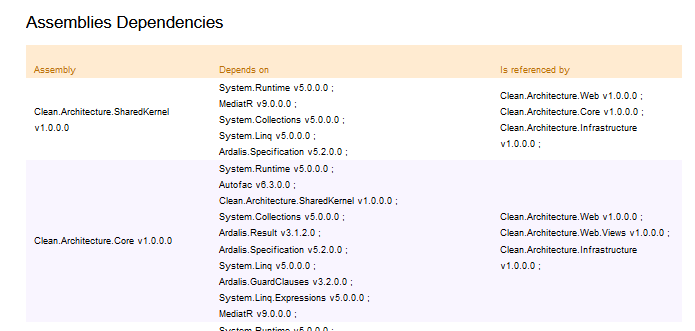 Assemblies Dependencies
Assembly
Depends on
Is referenced by
Clean.Architecture.SharedKernel
v1.0.0.0
System.Runtime v5.0.0.0 ;
MediatR v9.0.0.0 ;
System.Collections v5.0.0.0 ;
System.Linq v5.0.0.0 ;
Ardalis.Specification v5.2.0.0 ;
Clean.Architecture.Web v1.0.0.0 ;
Clean.Architecture.Core v1.0.0.0 ;
Clean.Architecture.Infrastructure
v1.0.0.0 ;
Clean.Architecture.Core v1.0.0.0
System.Runtime v5.0.0.0 ;
Autofac v6.3.0.0 ;
Clean.Architecture.SharedKernel v1.0.0.0 ;
System.Collections v5.0.0.0 ;
Ardalis.Result v3.1.2.0 ;
Ardalis.Specification v5.2.0.0 ;
System.Linq v5.0.0.0 ;
Ardalis.GuardClauses v3.2.0.0 ;
System.Linq.Expressions v5.0.0.0 ;
MediatR v9.0.0.0 ;
Clean.Architecture.Web v1.0.0.0 ;
Clean.Architecture.Web.Views v1.0.0.0 ;
Clean.Architecture.Infrastructure
v1.0.0.0 ;
System.Runtime v5.0.0.0 ;